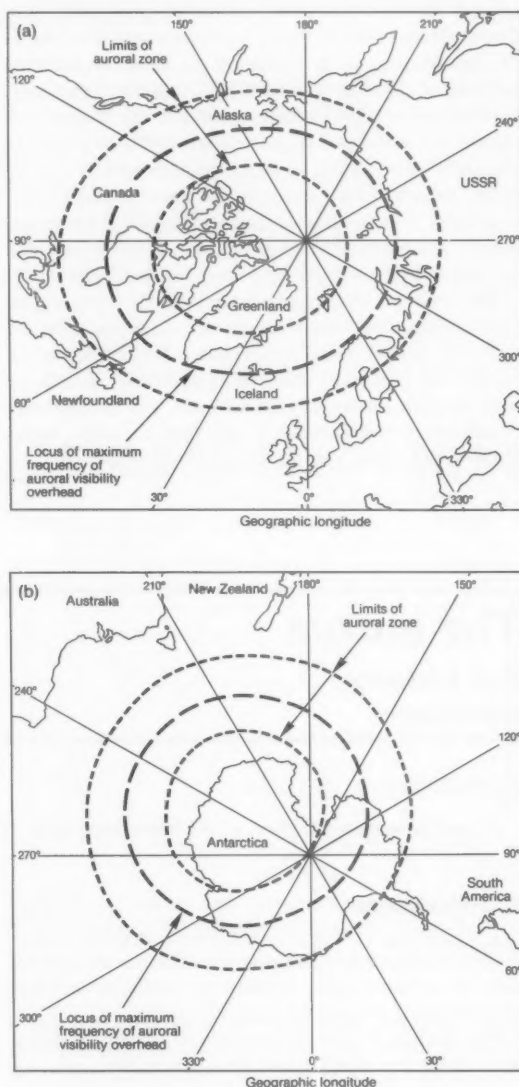 (a)
150°
180°
210°
Limits of
auroral zone
120°
Alaska
240°
Canada
USSR
90°
270°
Greenland
300°
60°
Newfoundland
Iceland
Locus of maximum
frequency of
auroral visibility
overhead
30°
0°
330°
Geographic longitude
(b)
210°
New Zealand
1180°
150°
Australia
Limits of
auroral zone
240°
120°
Antarctica
270°
90°
South
America
60°
Locus of maximum
frequency of auroral
visibility overhead
300°
330°
0°
30°
Geographic longitude